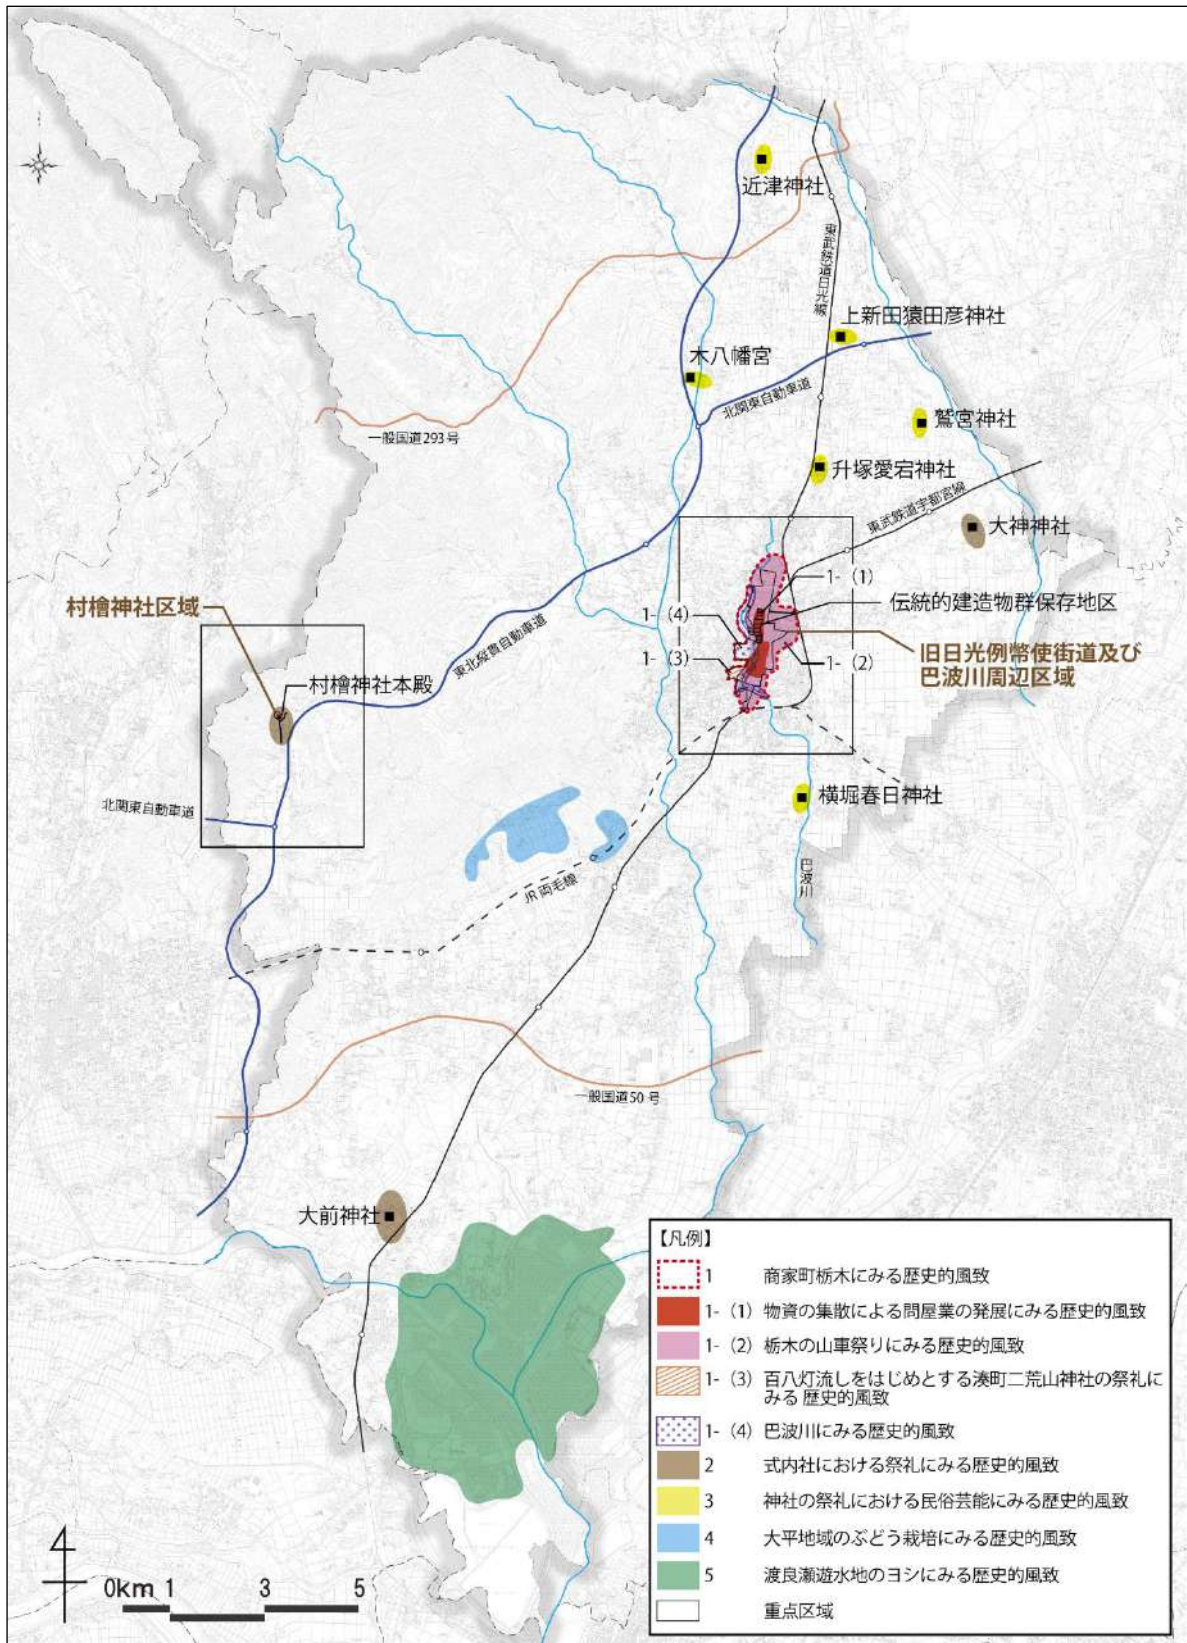 近津神社
東武鉄道日光線
上新田猿田彦神社
木八幡宮
北関東自動車道
鷲宮神社
一般国道293号
升塚愛宕神社
東武鉄道宇都宮線
大神神社
1-（1）
伝統的建造物群保存地区
1-（4）
村檜神社区域
東北縦貫自動車道
旧日光例幣使街道及び
巴波川周辺区域
1-（3）
1-（2）
村檜神社本殿
横堀春日神社
北関東自動車道
巴波川
JR両毛線
一般国道50号
大前神社
【凡例】
1 商家町栃木にみる歴史的風致
1-（1） 物資の集散による問屋業の発展にみる歴史的風致
1-（2） 栃木の山車祭りにみる歴史的風致
1-（3） 百八灯流しをはじめとする湊町二荒山神社の祭礼に
みる 歴史的風致
1-（4） 巴波川にみる歴史的風致
2 式内社における祭礼にみる歴史的風致
3 神社の祭礼における民俗芸能にみる歴史的風致
4 大平地域のぶどう栽培にみる歴史的風致
5 渡良瀬遊水地のヨシにみる歴史的風致
重点区域
0km 1 3 5